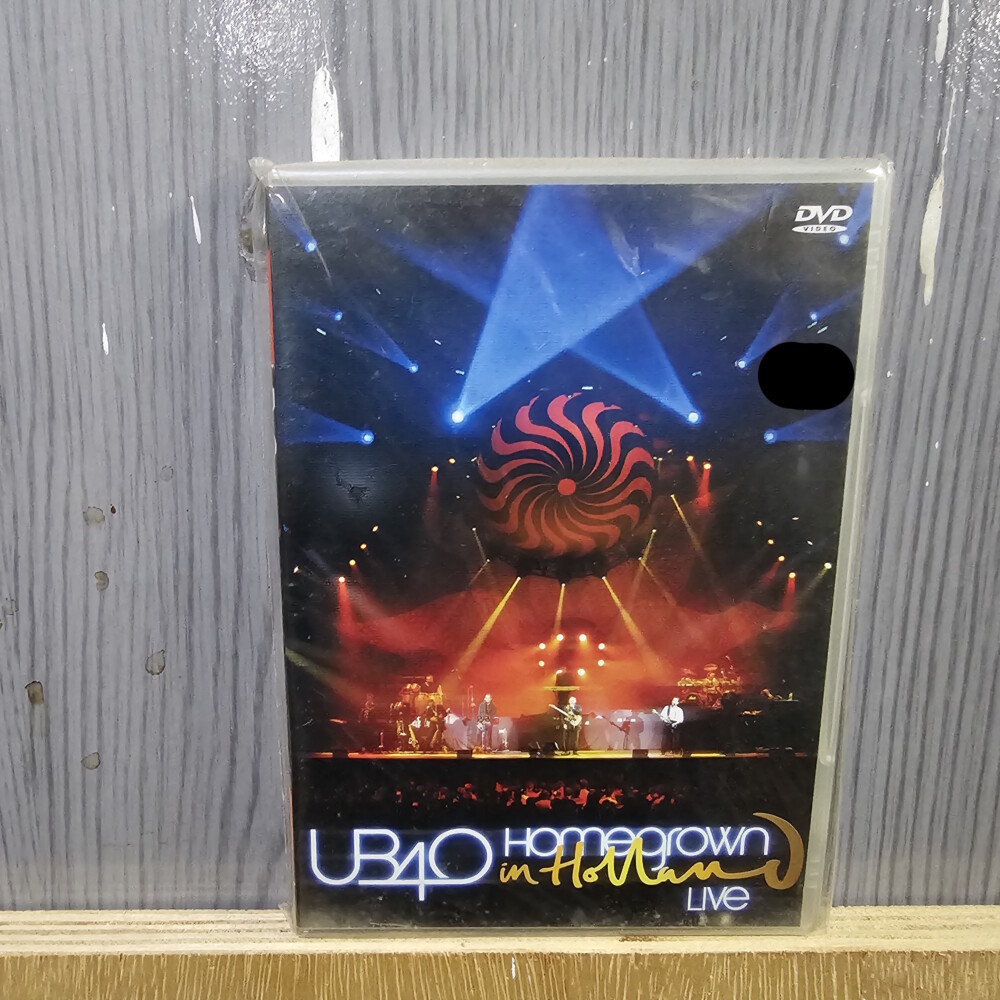 DVD
VIDEO
UB40 Homegrown
in Holland
LIVE